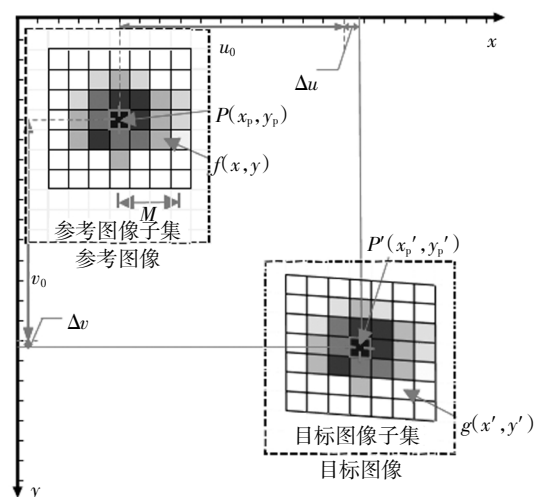 x
u₀
Δu
P(xₚ,yₚ)
f(x,y)
M
参考图像子集
参考图像
v₀
Δv
P′(xₚ′,yₚ′)
g(x′,y′)
目标图像子集
目标图像
y